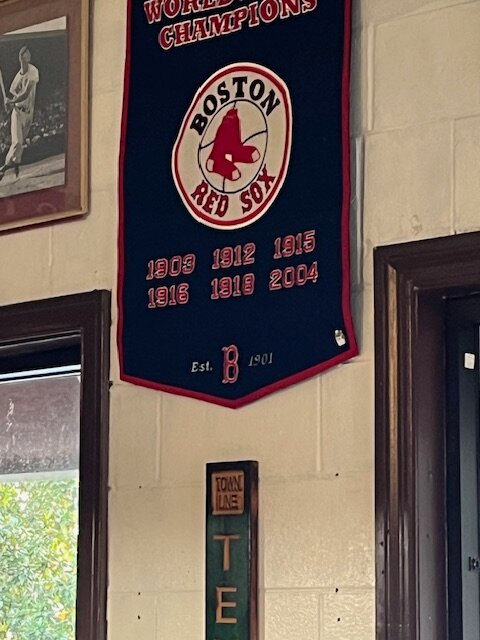 WORLD
CHAMPIONS
BOSTON
RED SOX
1903 1912 1915
1916 1918 2004
Est. B 1901
TOWN
LINE
T
E